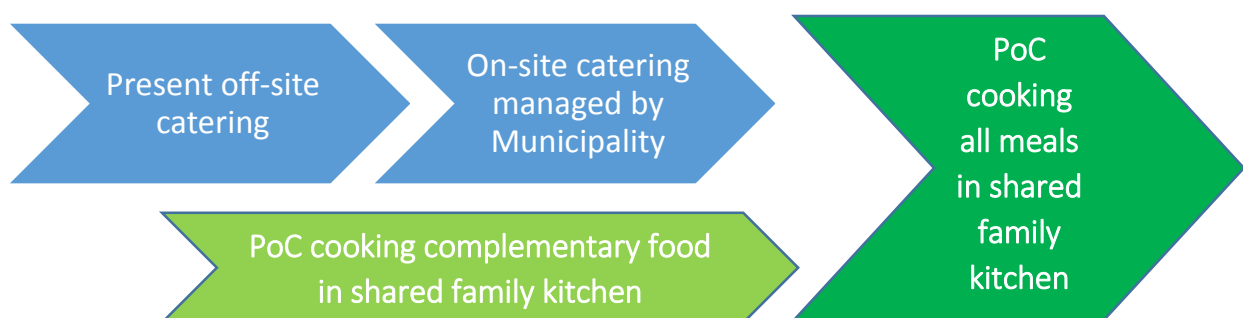 Present off-site
catering
On-site catering
managed by
Municipality
PoC cooking complementary food
in shared family kitchen
PoC
cooking
all meals
in shared
family
kitchen